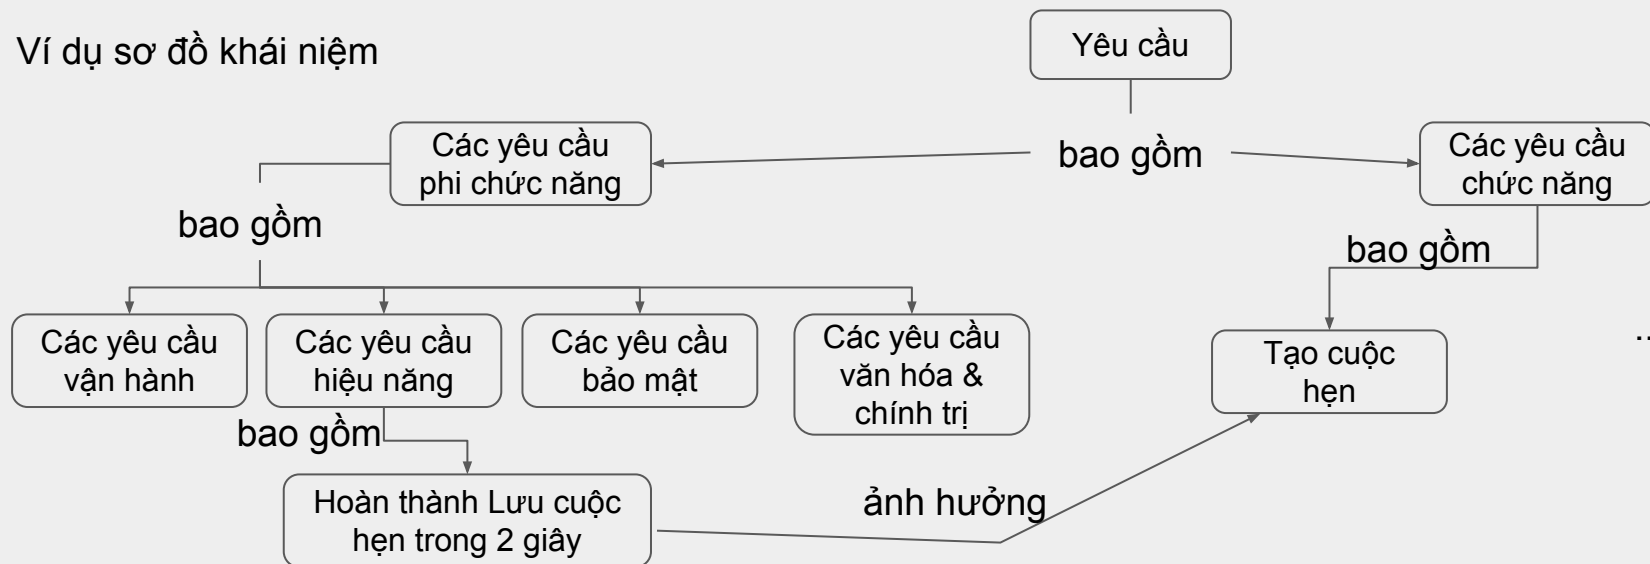 Ví dụ sơ đồ khái niệm
Yêu cầu
Các yêu cầu
phi chức năng
bao gồm
Các yêu cầu
chức năng
bao gồm
bao gồm
Các yêu cầu
vận hành
Các yêu cầu
hiệu năng
Các yêu cầu
bảo mật
Các yêu cầu
văn hóa &
chính trị
Tạo cuộc
hẹn
..
bao gồm
Hoàn thành Lưu cuộc
hẹn trong 2 giây
ảnh hưởng